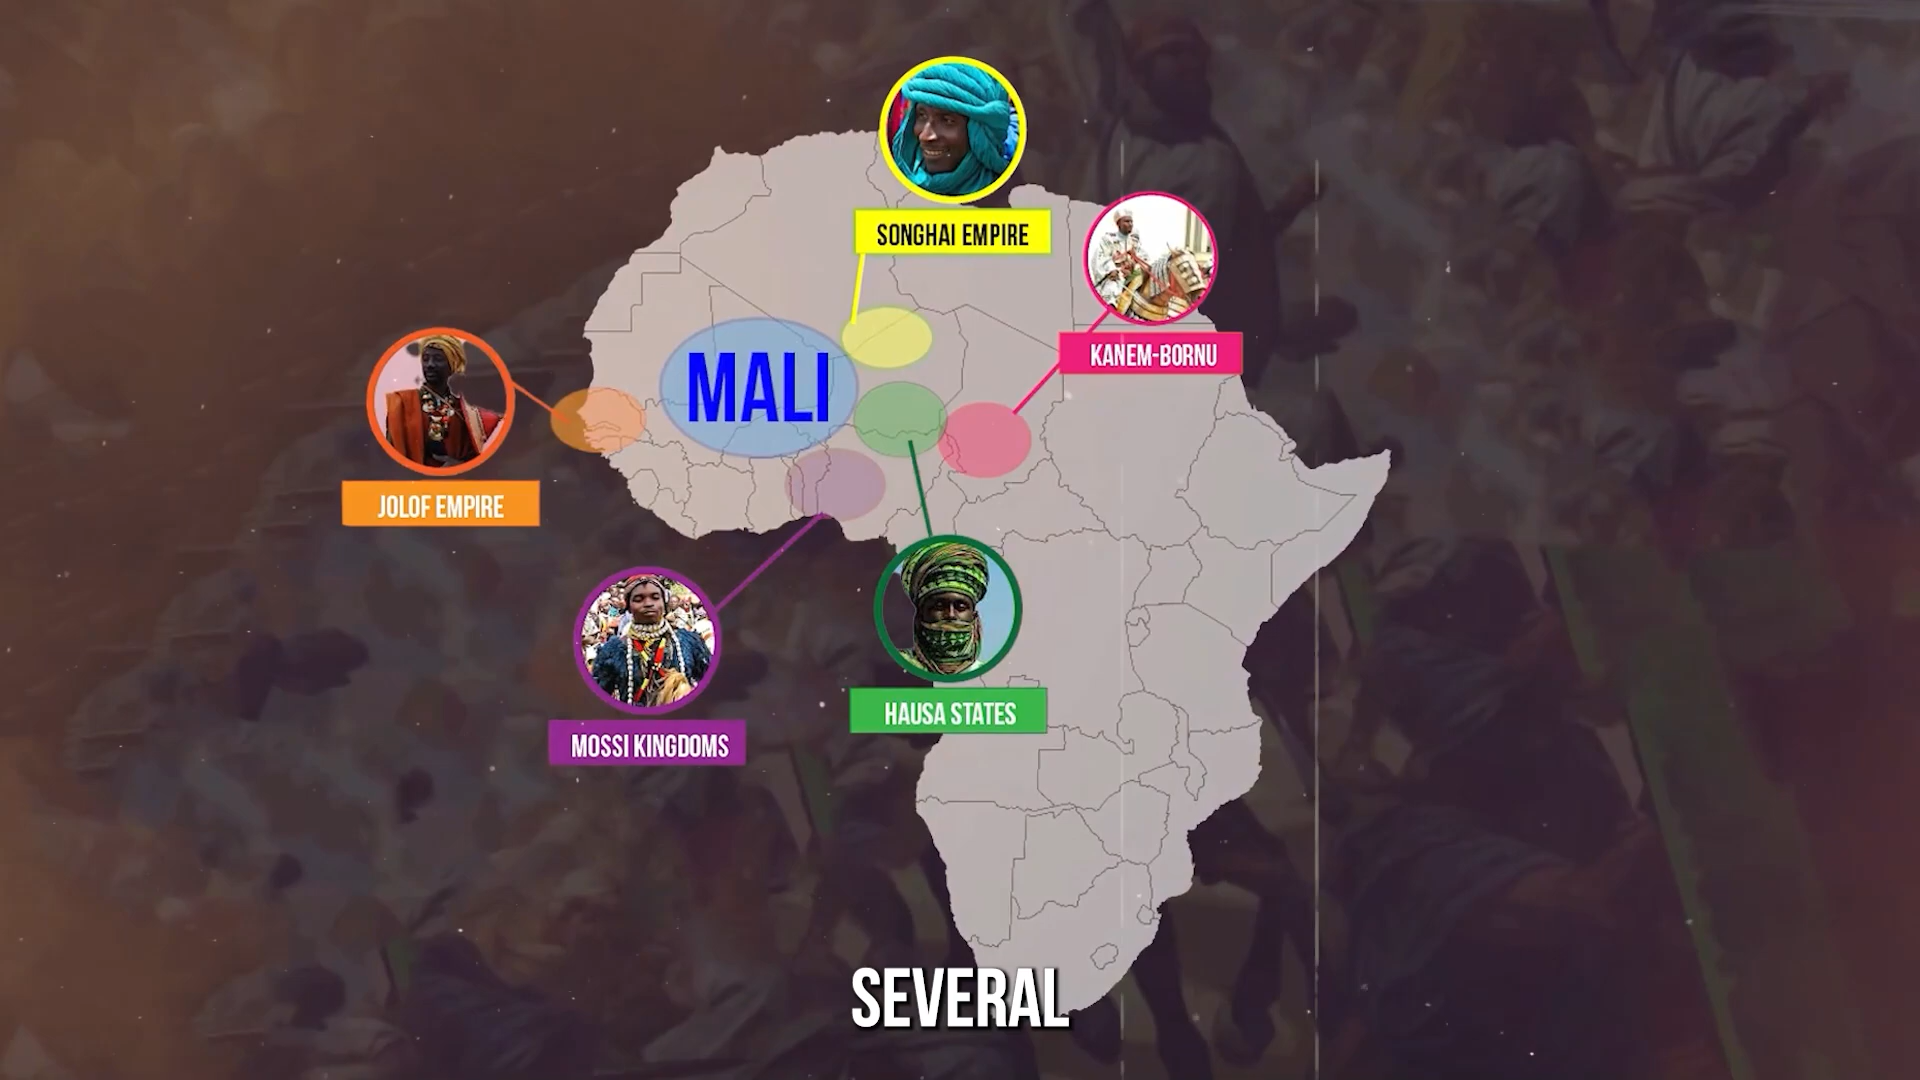 SONGHAI EMPIRE
KANEM-BORNU
MALI
JOLOF EMPIRE
HAUSA STATES
MOSSI KINGDOMS
SEVERAL